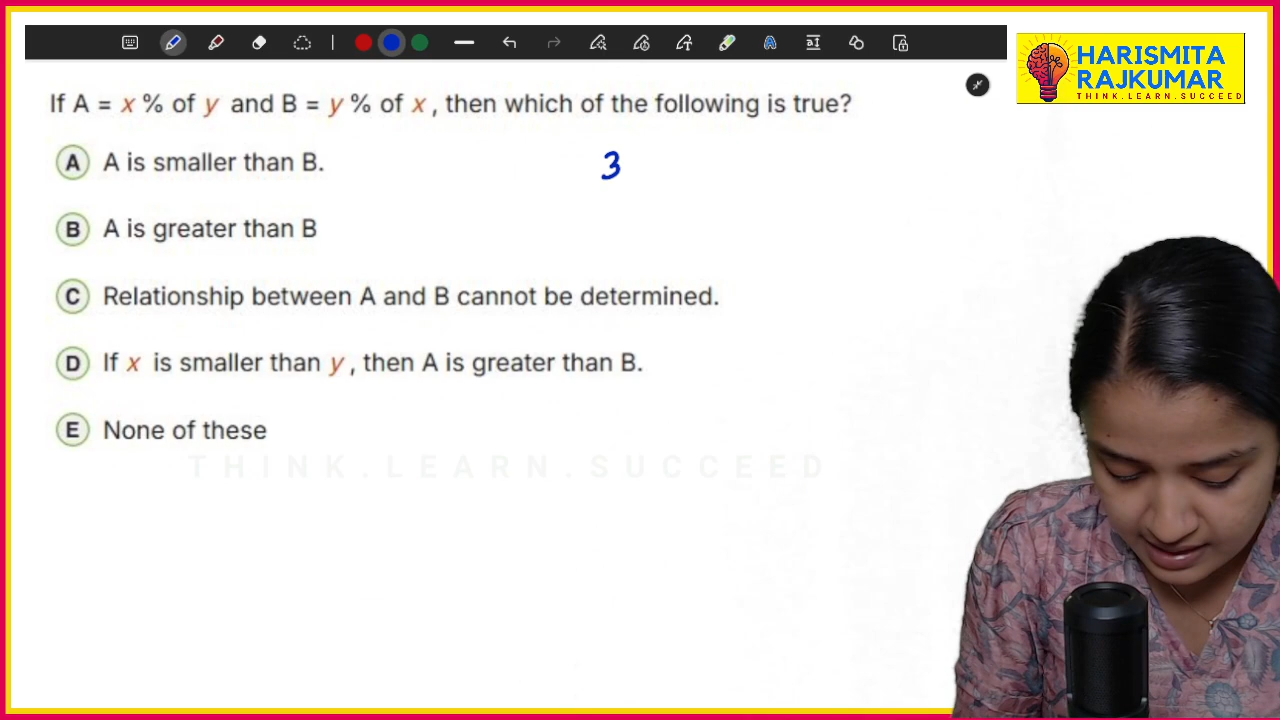 aI
HARISMITA
RAJKUMAR
THINK.LEARN.SUCCEED
If A = x % of y and B = y % of x, then which of the following is true?
A A is smaller than B.
3
B A is greater than B
C Relationship between A and B cannot be determined.
D If x is smaller than y, then A is greater than B.
E None of these
THINK.LEARN.SUCCEED